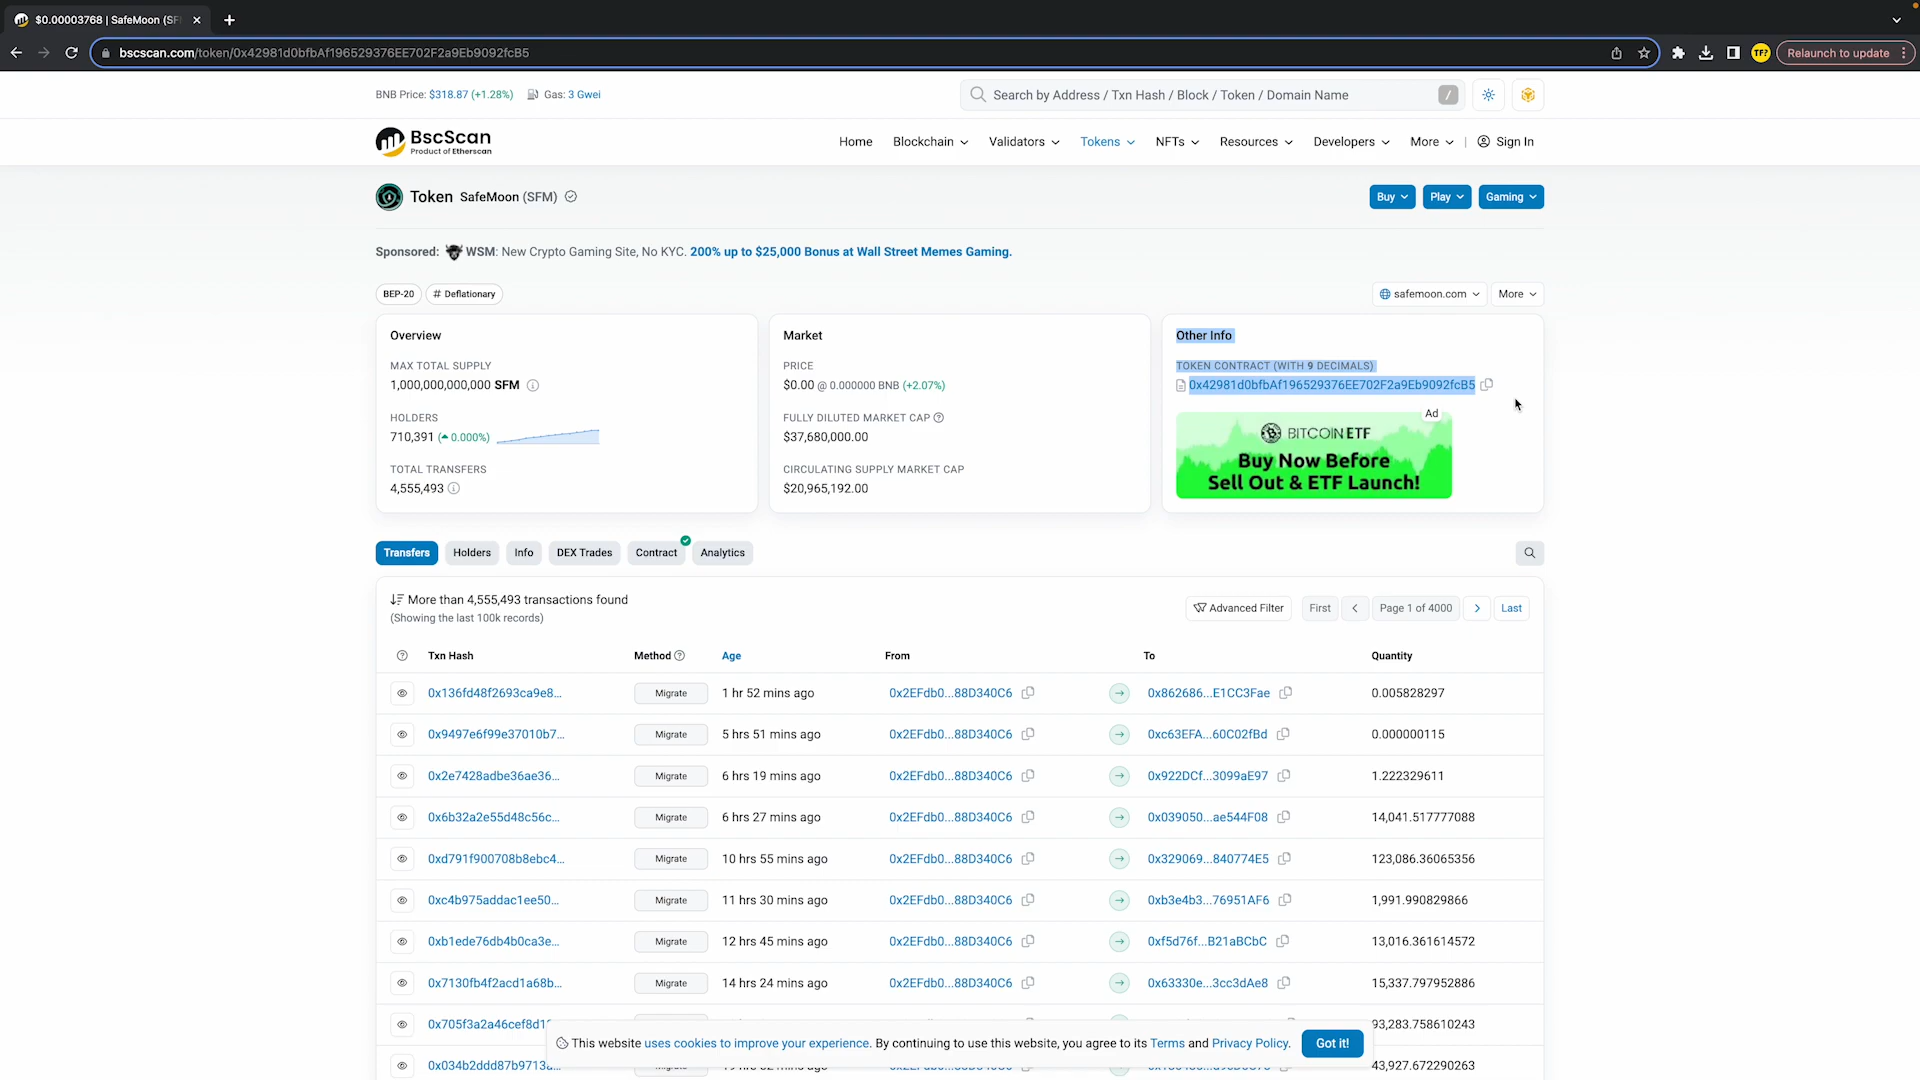 $0.00003768 | SafeMoon (SF
bscscan.com/token/0x42981d0bfbAf196529376EE702F2a9Eb9092fcB5
TF?
Relaunch to update
BNB Price: $318.87 (+1.28%) Gas: 3 Gwei
Search by Address / Txn Hash / Block / Token / Domain Name /
BscScan
Product of Etherscan
Home Blockchain Validators Tokens NFTs Resources Developers More | Sign In
Token SafeMoon (SFM)
Buy Play Gaming
Sponsored: WSM: New Crypto Gaming Site, No KYC. 200% up to $25,000 Bonus at Wall Street Memes Gaming.
BEP-20 # Deflationary
safemoon.com More
Overview
MAX TOTAL SUPPLY
1,000,000,000,000 SFM
HOLDERS
710,391 (0.000%)
TOTAL TRANSFERS
4,555,493
Market
PRICE
$0.00 @ 0.000000 BNB (+2.07%)
FULLY DILUTED MARKET CAP
$37,680,000.00
CIRCULATING SUPPLY MARKET CAP
$20,965,192.00
Other Info
TOKEN CONTRACT (WITH 9 DECIMALS)
0x42981d0bfbAf196529376EE702F2a9Eb9092fcB5
Ad
BITCOIN ETF
Buy Now Before
Sell Out & ETF Launch!
Transfers Holders Info DEX Trades Contract Analytics
More than 4,555,493 transactions found
(Showing the last 100k records)
Advanced Filter First Page 1 of 4000 Last
Txn Hash Method Age From To Quantity
0x136fd48f2693ca9e8... Migrate 1 hr 52 mins ago 0x2EFdb0...88D340C6 0x862686...E1CC3Fae 0.005828297
0x9497e6f99e37010b7... Migrate 5 hrs 51 mins ago 0x2EFdb0...88D340C6 0xc63EFA...60C02fBd 0.000000115
0x2e7428adbe36ae36... Migrate 6 hrs 19 mins ago 0x2EFdb0...88D340C6 0x922DCf...3099aE97 1.222329611
0x6b32a2e55d48c56c... Migrate 6 hrs 27 mins ago 0x2EFdb0...88D340C6 0x039050...ae544F08 14,041.517777088
0xd791f900708b8ebc4... Migrate 10 hrs 55 mins ago 0x2EFdb0...88D340C6 0x329069...840774E5 123,086.36065356
0xc4b975addac1ee50... Migrate 11 hrs 30 mins ago 0x2EFdb0...88D340C6 0xb3e4b3...76951AF6 1,991.990829866
0xb1ede76db4b0ca3e... Migrate 12 hrs 45 mins ago 0x2EFdb0...88D340C6 0xf5d76f...B21aBCbC 13,016.361614572
0x7130fb4f2acd1a68b... Migrate 14 hrs 24 mins ago 0x2EFdb0...88D340C6 0x63330e...3cc3dAe8 15,337.797952886
0x705f3a2a46cef8d1 93,283.758610243
This website uses cookies to improve your experience. By continuing to use this website, you agree to its Terms and Privacy Policy. Got it!
0x034b2ddd87b9713a... 43,927.672290263